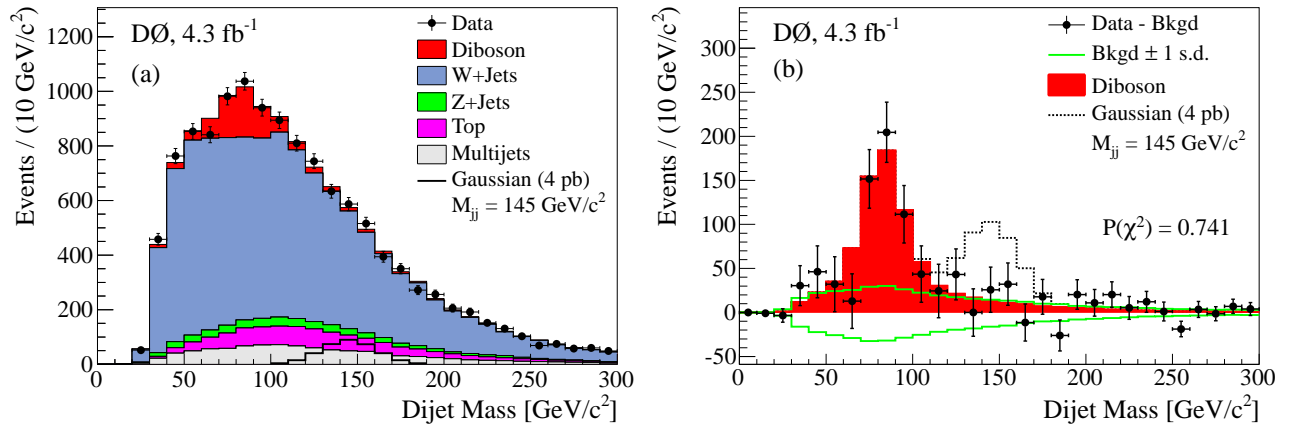 DØ, 4.3 fb⁻¹
(a)
Data
Diboson
W+Jets
Z+Jets
Top
Multijets
Gaussian (4 pb)
M_jj = 145 GeV/c²
Events / (10 GeV/c²)
1200
1000
800
600
400
200
0
0 50 100 150 200 250 300
Dijet Mass [GeV/c²]
DØ, 4.3 fb⁻¹
(b)
Data - Bkgd
Bkgd ± 1 s.d.
Diboson
Gaussian (4 pb)
M_jj = 145 GeV/c²
P(χ²) = 0.741
Events / (10 GeV/c²)
300
250
200
150
100
50
0
-50
0 50 100 150 200 250 300
Dijet Mass [GeV/c²]